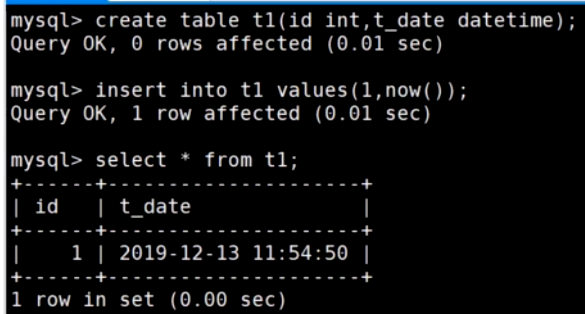 mysql> create table t1(id int,t_date datetime);
Query OK, 0 rows affected (0.01 sec)
mysql> insert into t1 values(1,now());
Query OK, 1 row affected (0.01 sec)
mysql> select * from t1;
+------+---------------------+
| id   | t_date              |
+------+---------------------+
|    1 | 2019-12-13 11:54:50 |
+------+---------------------+
1 row in set (0.00 sec)